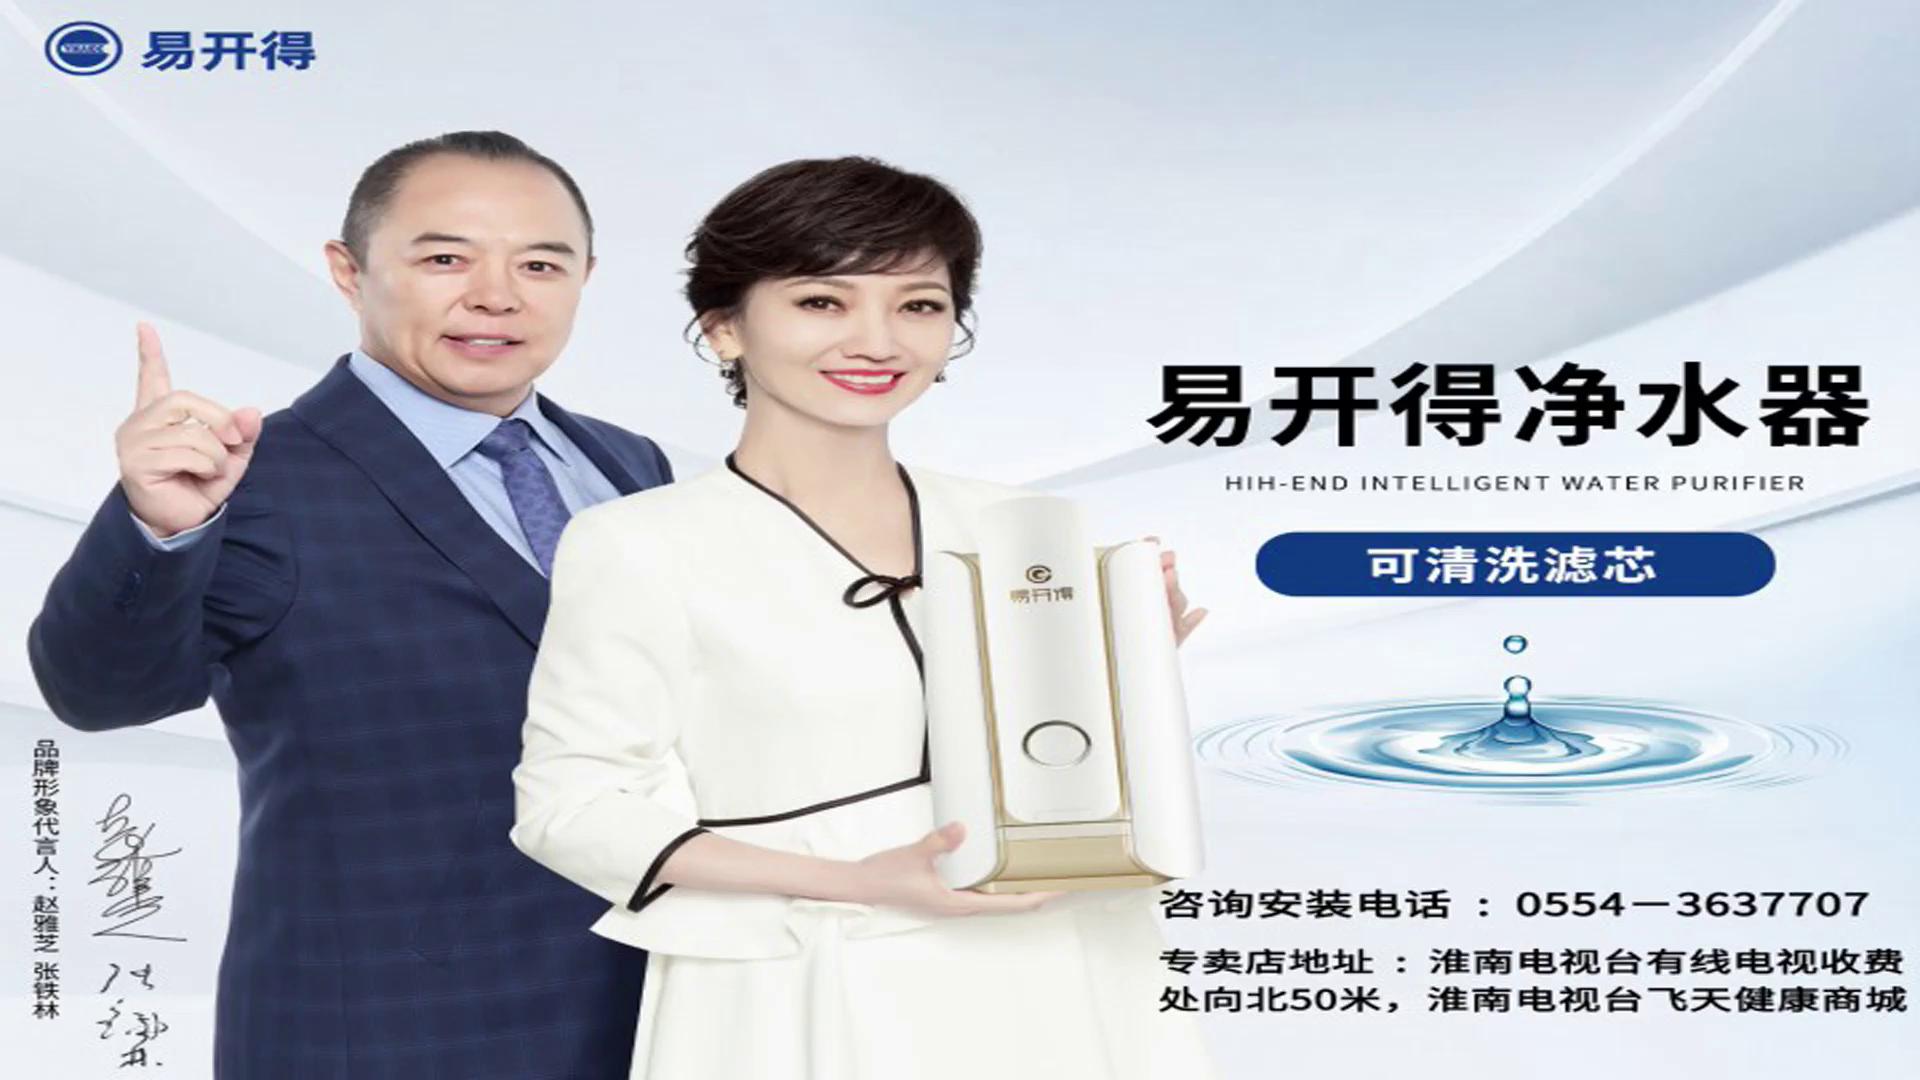 易开得
易开得净水器
HIH-END INTELLIGENT WATER PURIFIER
可清洗滤芯
易开得
品牌形象代言人：赵雅芝 张铁林
咨询安装电话 ：0554－3637707
专卖店地址 ：淮南电视台有线电视收费
处向北50米，淮南电视台飞天健康商城